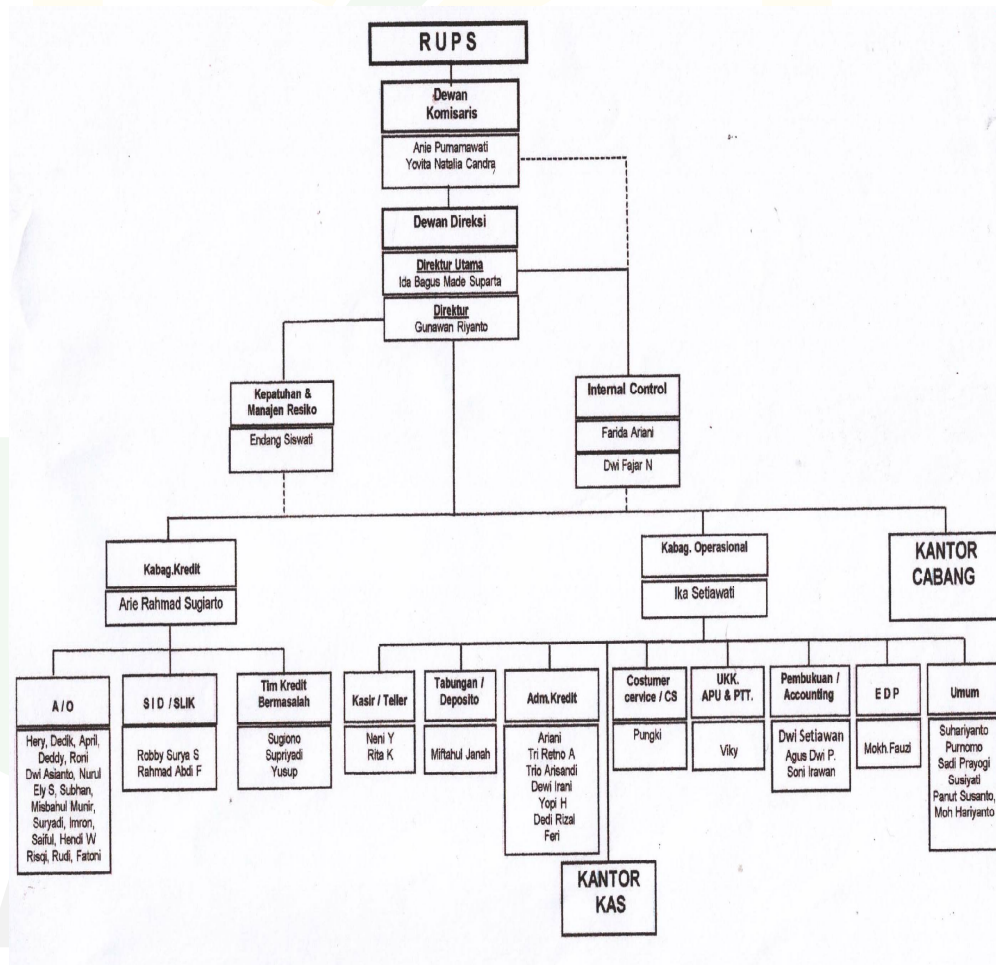 RUPS
Dewan
Komisaris
Anie Purnamawati
Yovita Natalia Candra
Dewan Direksi
Direktur Utama
Ida Bagus Made Suparta
Direktur
Gunawan Riyanto
Kepatuhan &
Manajen Resiko
Endang Siswati
Internal Control
Farida Ariani
Dwi Fajar N
Kabag.Kredit
Arie Rahmad Sugiarto
Kabag. Operasional
Ika Setiawati
KANTOR
CABANG
A / O
Hery, Dedik, April,
Deddy, Roni
Dwi Asianto, Nurul
Ely S, Subhan,
Misbahul Munir,
Suryadi, Imron,
Saiful, Hendi W
Risqi, Rudi, Fatoni
S I D / SLIK
Robby Surya S
Rahmad Abdi F
Tim Kredit
Bermasalah
Sugiono
Supriyadi
Yusup
Kasir / Teller
Neni Y
Rita K
Tabungan /
Deposito
Miftahul Janah
Adm.Kredit
Ariani
Tri Retno A
Trio Arisandi
Dewi Irani
Yopi H
Dedi Rizal
Feri
KANTOR
KAS
Costumer
cervice / CS
Pungki
UKK.
APU & PTT.
Viky
Pembukuan /
Accounting
Dwi Setiawan
Agus Dwi P.
Soni Irawan
E D P
Mokh.Fauzi
Umum
Suhariyanto
Purnomo
Sadi Prayogi
Susiyati
Panut Susanto,
Moh Hariyanto